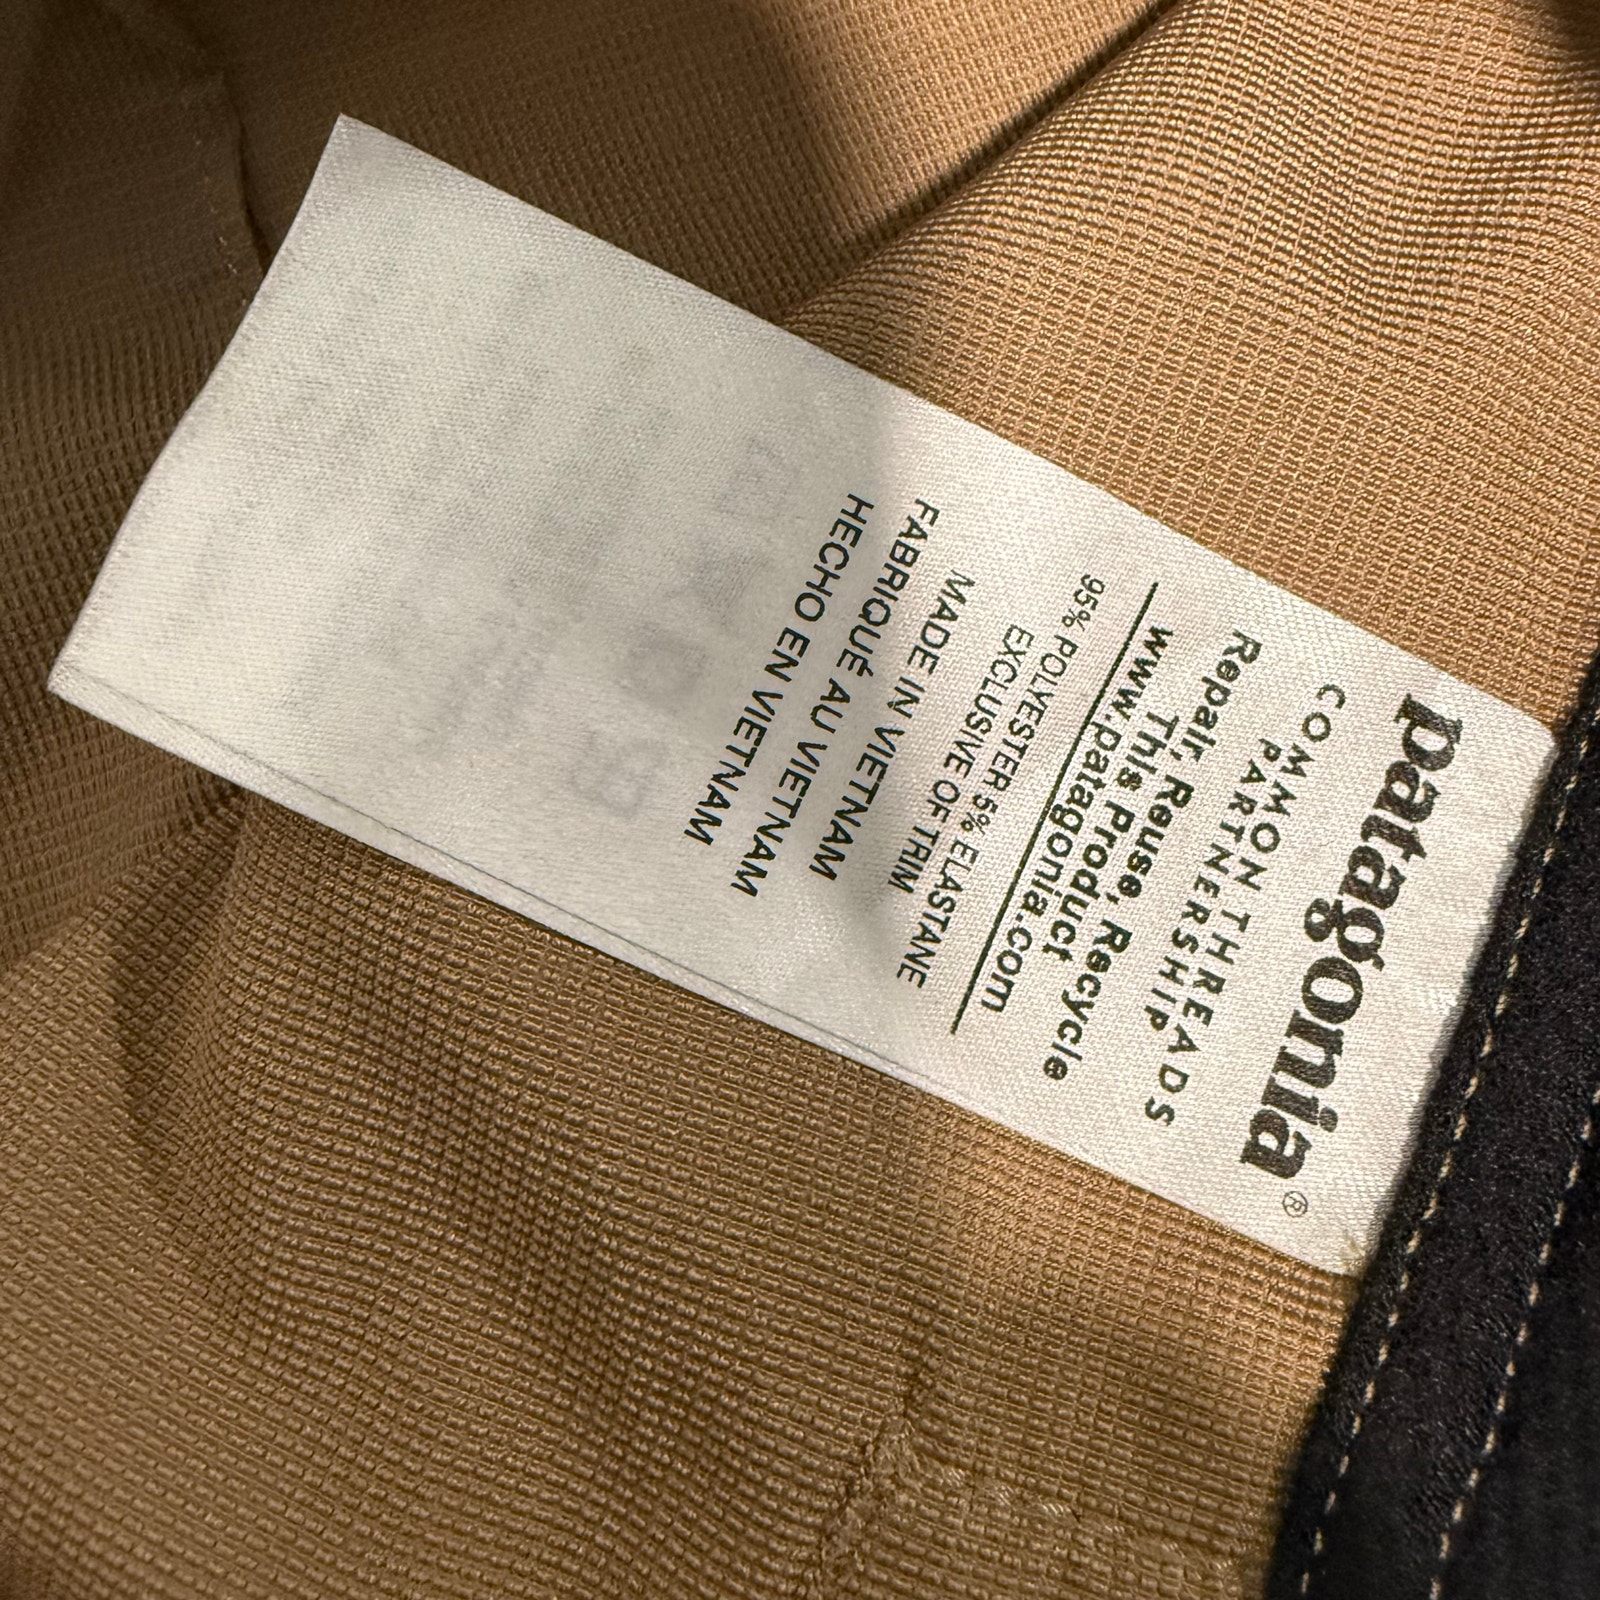 patagonia®
COMMON THREADS
PARTNERSHIP
Repair, Reuse, Recycle
This Product
www.patagonia.com
95% POLYESTER 5% ELASTANE
EXCLUSIVE OF TRIM
MADE IN VIETNAM
FABRIQUÉ AU VIETNAM
HECHO EN VIETNAM